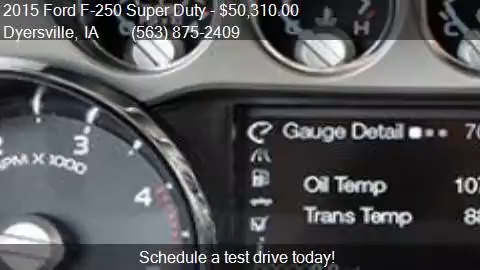 2015 Ford F-250 Super Duty - $50,310.00
Dyersville, IA (563) 875-2409
C H
Gauge Detail
2 3 4
RPM X 1000
Oil Temp
Trans Temp
Schedule a test drive today!